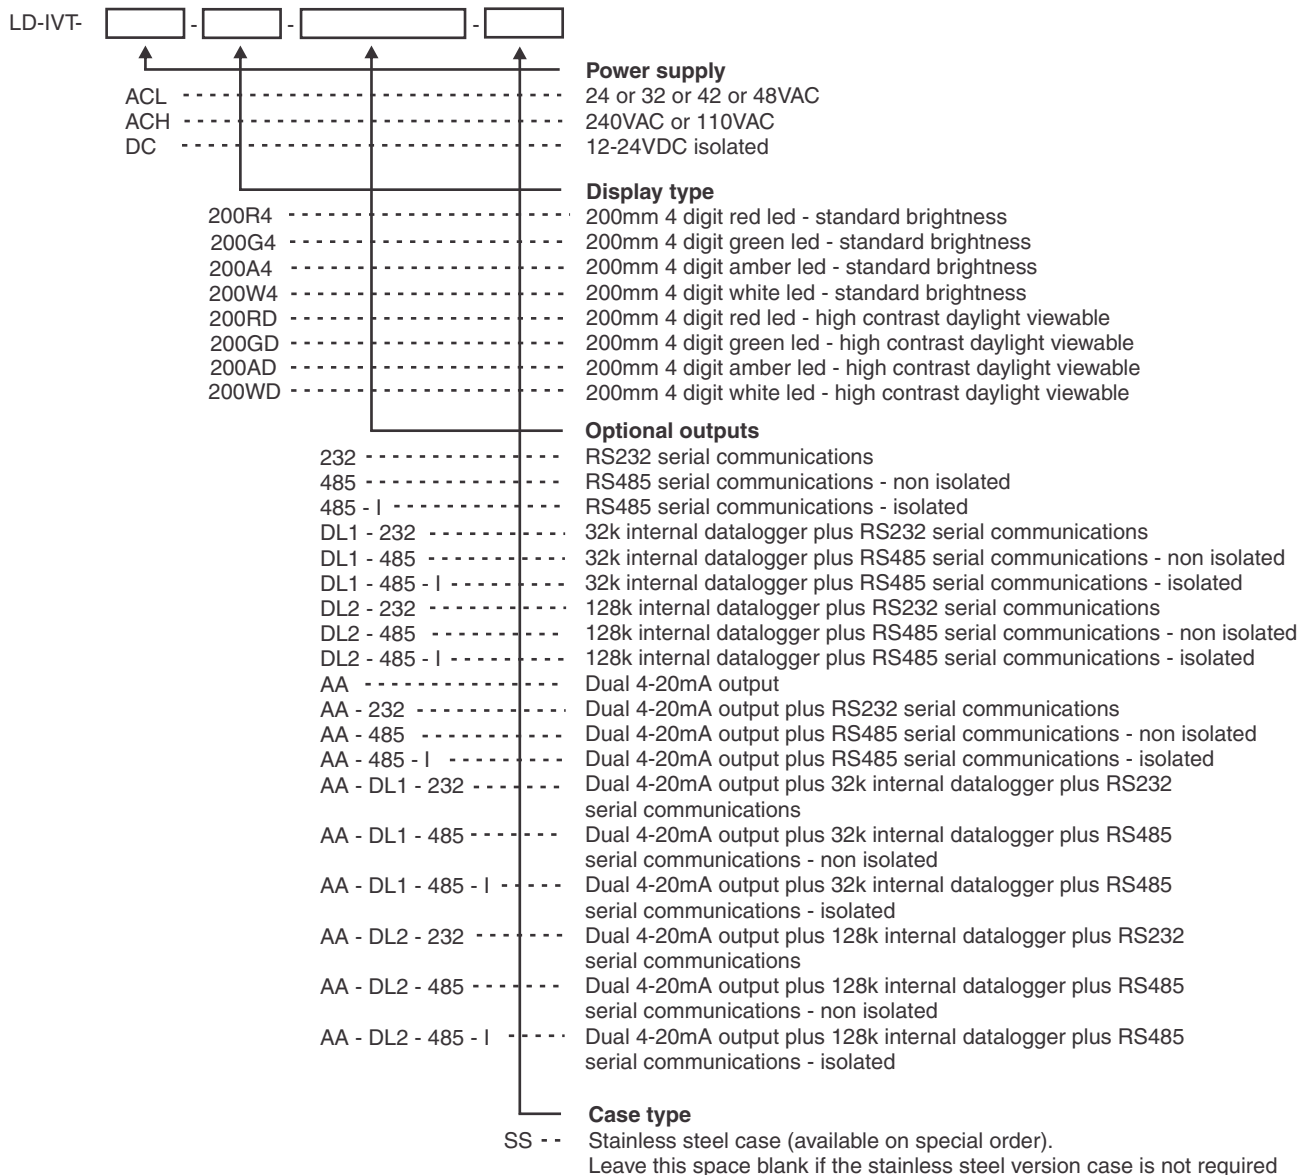 LD-IVT- - - -
Power supply
ACL 24 or 32 or 42 or 48VAC
ACH 240VAC or 110VAC
DC 12-24VDC isolated
Display type
200R4 200mm 4 digit red led - standard brightness
200G4 200mm 4 digit green led - standard brightness
200A4 200mm 4 digit amber led - standard brightness
200W4 200mm 4 digit white led - standard brightness
200RD 200mm 4 digit red led - high contrast daylight viewable
200GD 200mm 4 digit green led - high contrast daylight viewable
200AD 200mm 4 digit amber led - high contrast daylight viewable
200WD 200mm 4 digit white led - high contrast daylight viewable
Optional outputs
232 RS232 serial communications
485 RS485 serial communications - non isolated
485 - I RS485 serial communications - isolated
DL1 - 232 32k internal datalogger plus RS232 serial communications
DL1 - 485 32k internal datalogger plus RS485 serial communications - non isolated
DL1 - 485 - I 32k internal datalogger plus RS485 serial communications - isolated
DL2 - 232 128k internal datalogger plus RS232 serial communications
DL2 - 485 128k internal datalogger plus RS485 serial communications - non isolated
DL2 - 485 - I 128k internal datalogger plus RS485 serial communications - isolated
AA Dual 4-20mA output
AA - 232 Dual 4-20mA output plus RS232 serial communications
AA - 485 Dual 4-20mA output plus RS485 serial communications - non isolated
AA - 485 - I Dual 4-20mA output plus RS485 serial communications - isolated
AA - DL1 - 232 Dual 4-20mA output plus 32k internal datalogger plus RS232
serial communications
AA - DL1 - 485 Dual 4-20mA output plus 32k internal datalogger plus RS485
serial communications - non isolated
AA - DL1 - 485 - I Dual 4-20mA output plus 32k internal datalogger plus RS485
serial communications - isolated
AA - DL2 - 232 Dual 4-20mA output plus 128k internal datalogger plus RS232
serial communications
AA - DL2 - 485 Dual 4-20mA output plus 128k internal datalogger plus RS485
serial communications - non isolated
AA - DL2 - 485 - I Dual 4-20mA output plus 128k internal datalogger plus RS485
serial communications - isolated
Case type
SS Stainless steel case (available on special order).
Leave this space blank if the stainless steel version case is not required